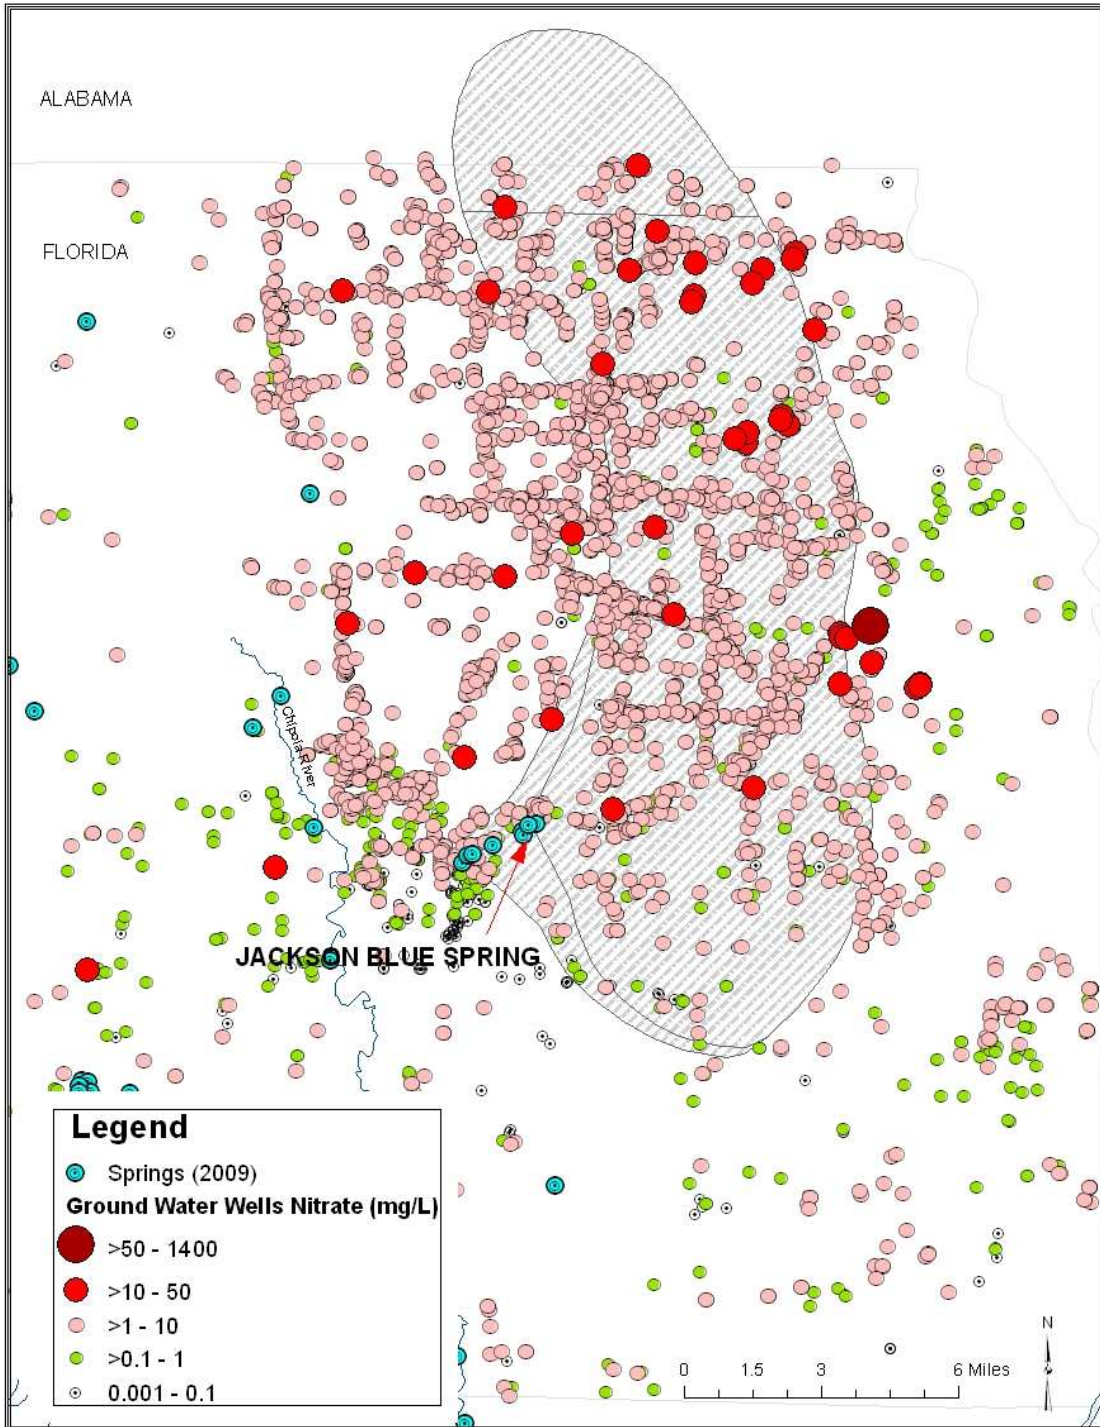 ALABAMA
FLORIDA
Chipola River
JACKSON BLUE SPRING
Legend
Springs (2009)
Ground Water Wells Nitrate (mg/L)
>50 - 1400
>10 - 50
>1 - 10
>0.1 - 1
0.001 - 0.1
N
0 1.5 3 6 Miles